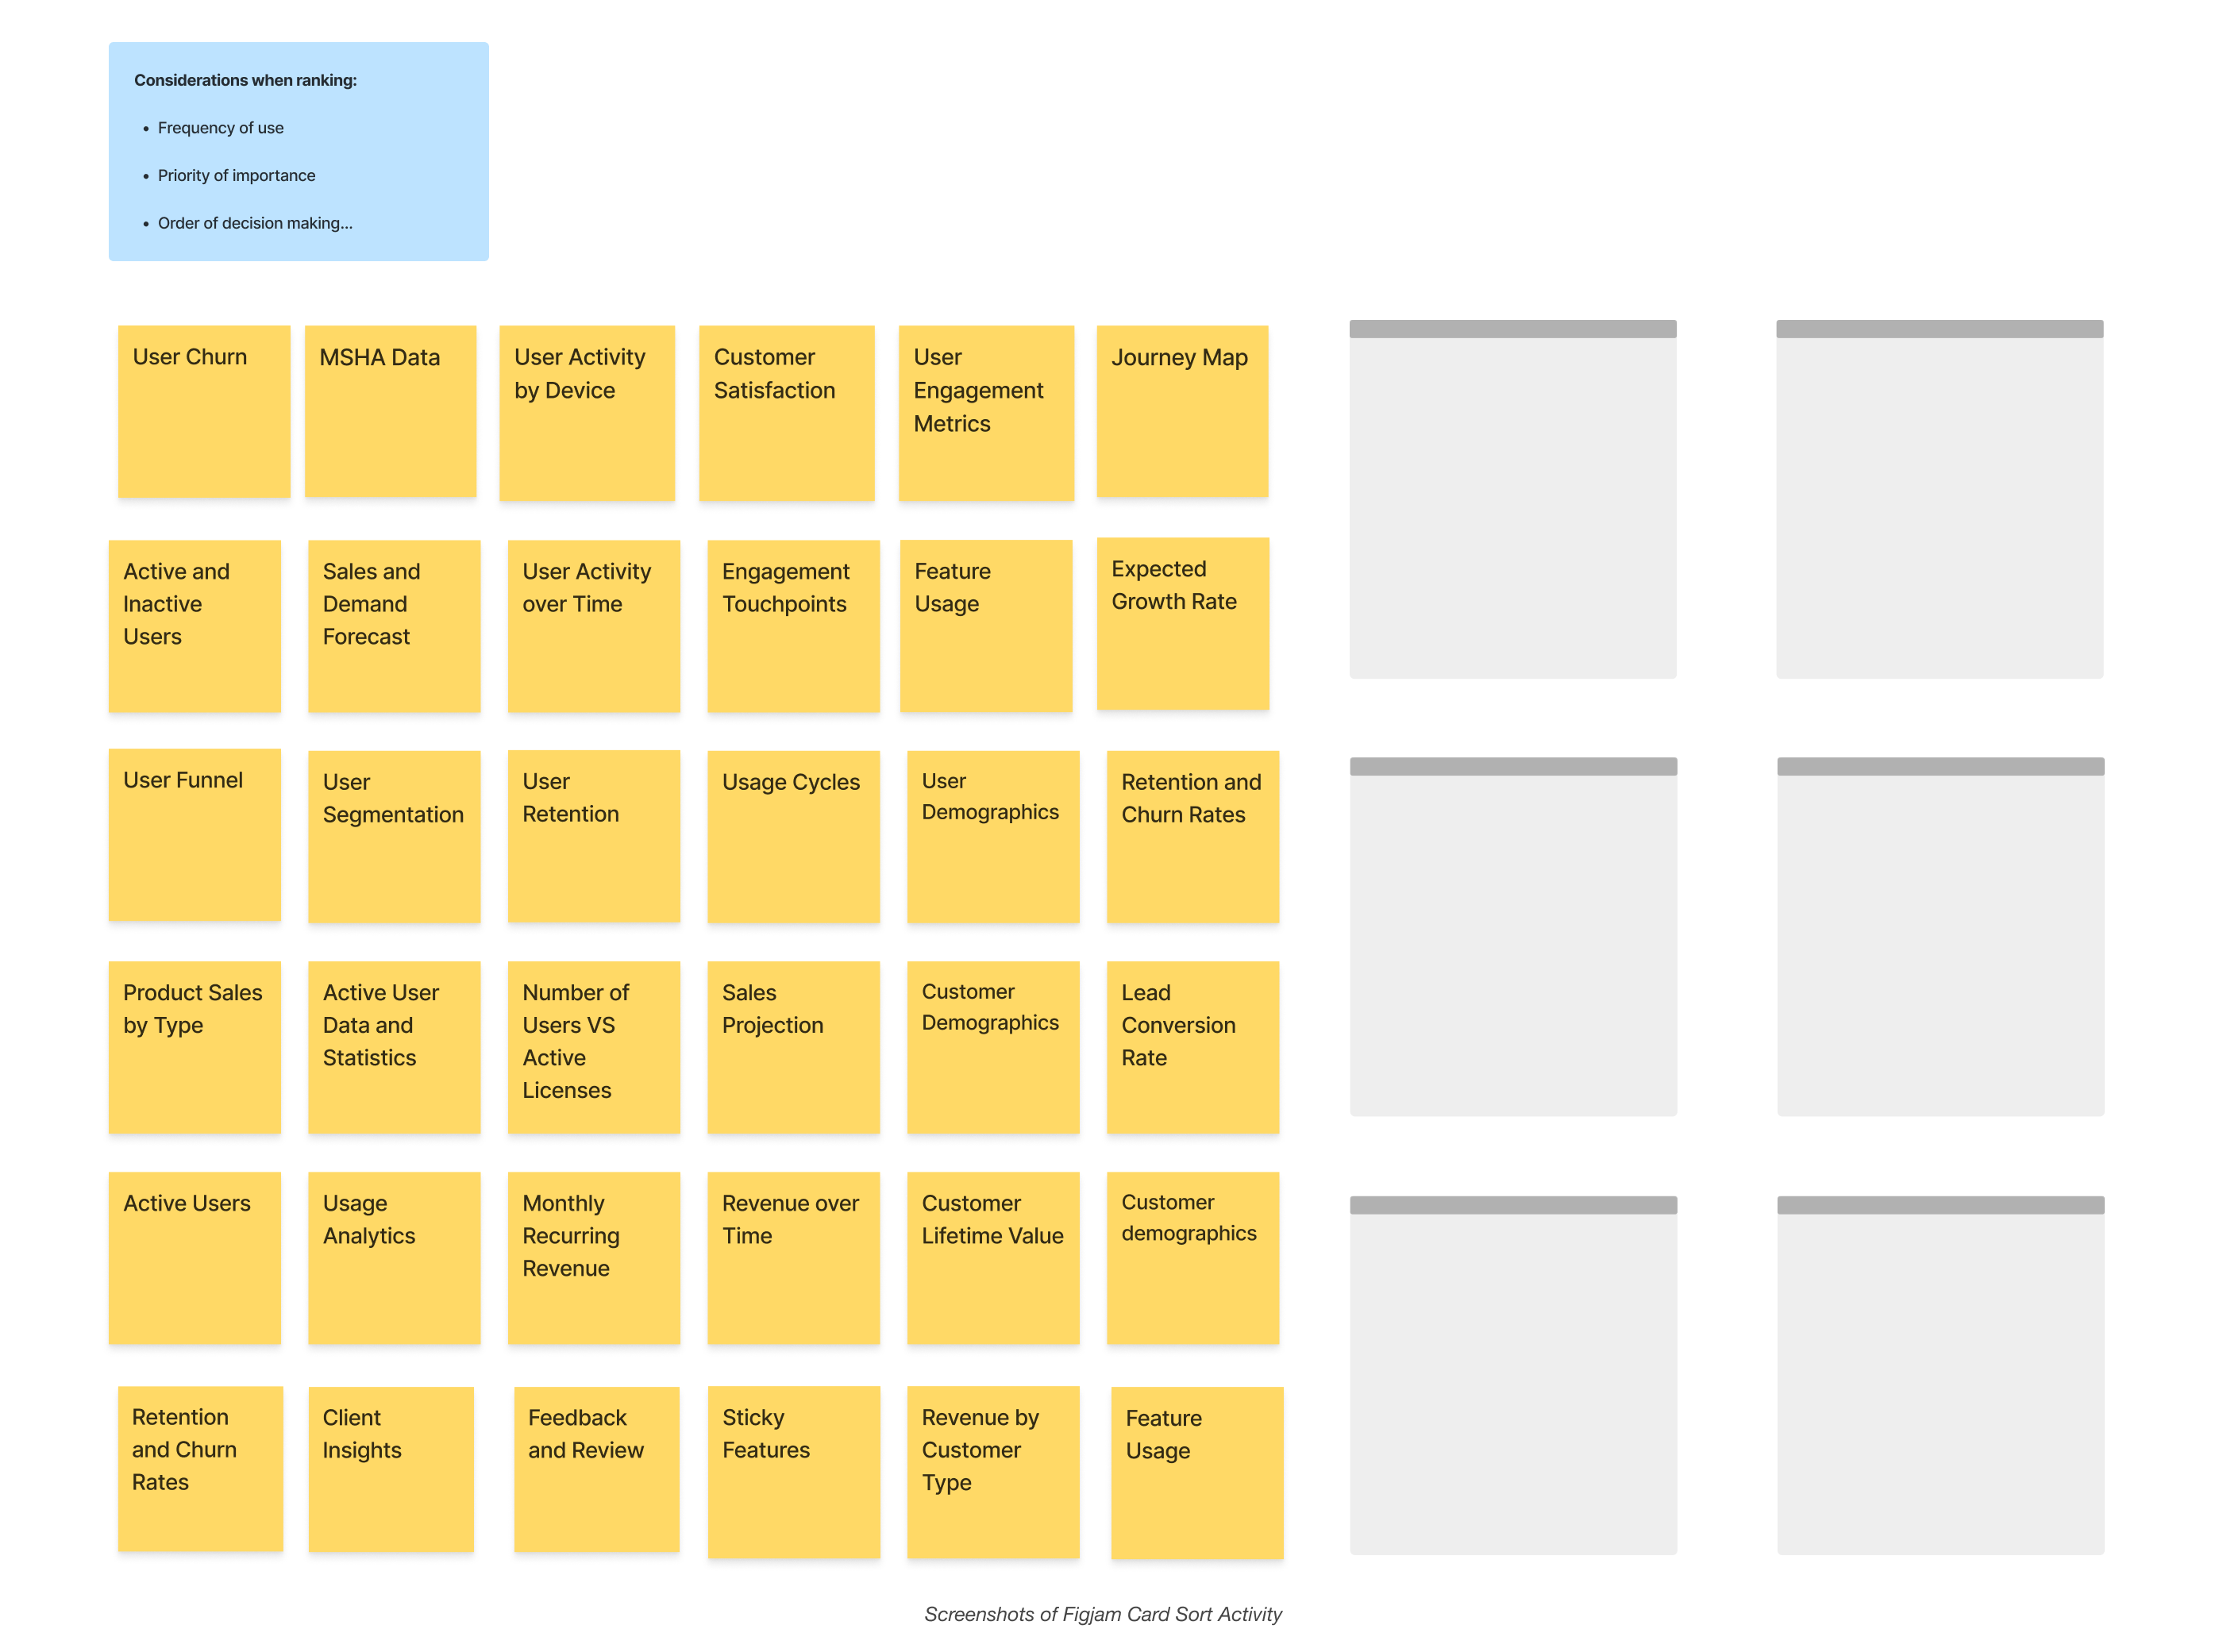 Considerations when ranking:
• Frequency of use
• Priority of importance
• Order of decision making...
User Churn
MSHA Data
User Activity
by Device
Customer
Satisfaction
User
Engagement
Metrics
Journey Map
Active and
Inactive
Users
Sales and
Demand
Forecast
User Activity
over Time
Engagement
Touchpoints
Feature
Usage
Expected
Growth Rate
User Funnel
User
Segmentation
User
Retention
Usage Cycles
User
Demographics
Retention and
Churn Rates
Product Sales
by Type
Active User
Data and
Statistics
Number of
Users VS
Active
Licenses
Sales
Projection
Customer
Demographics
Lead
Conversion
Rate
Active Users
Usage
Analytics
Monthly
Recurring
Revenue
Revenue over
Time
Customer
Lifetime Value
Customer
demographics
Retention
and Churn
Rates
Client
Insights
Feedback
and Review
Sticky
Features
Revenue by
Customer
Type
Feature
Usage
Screenshots of Figjam Card Sort Activity